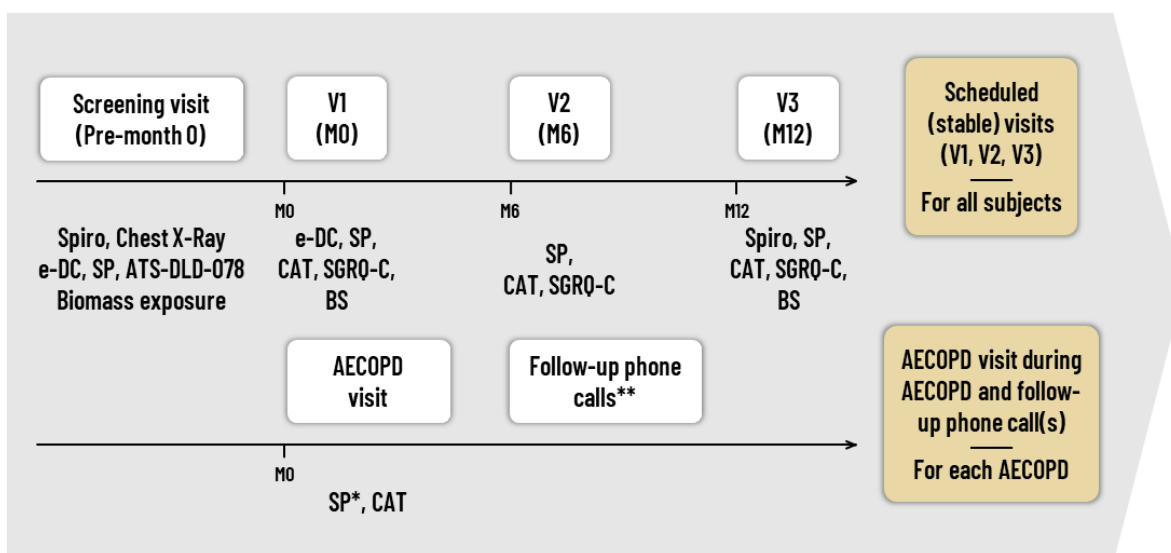 Screening visit
(Pre-month 0)
V1
(M0)
V2
(M6)
V3
(M12)
Scheduled
(stable) visits
(V1, V2, V3)
For all subjects
M0
M6
M12
Spiro, Chest X-Ray
e-DC, SP, ATS-DLD-078
Biomass exposure
e-DC, SP,
CAT, SGRQ-C,
BS
SP,
CAT, SGRQ-C
Spiro, SP,
CAT, SGRQ-C,
BS
AECOPD
visit
Follow-up phone
calls**
AECOPD visit during
AECOPD and follow-
up phone call(s)
For each AECOPD
M0
SP*, CAT